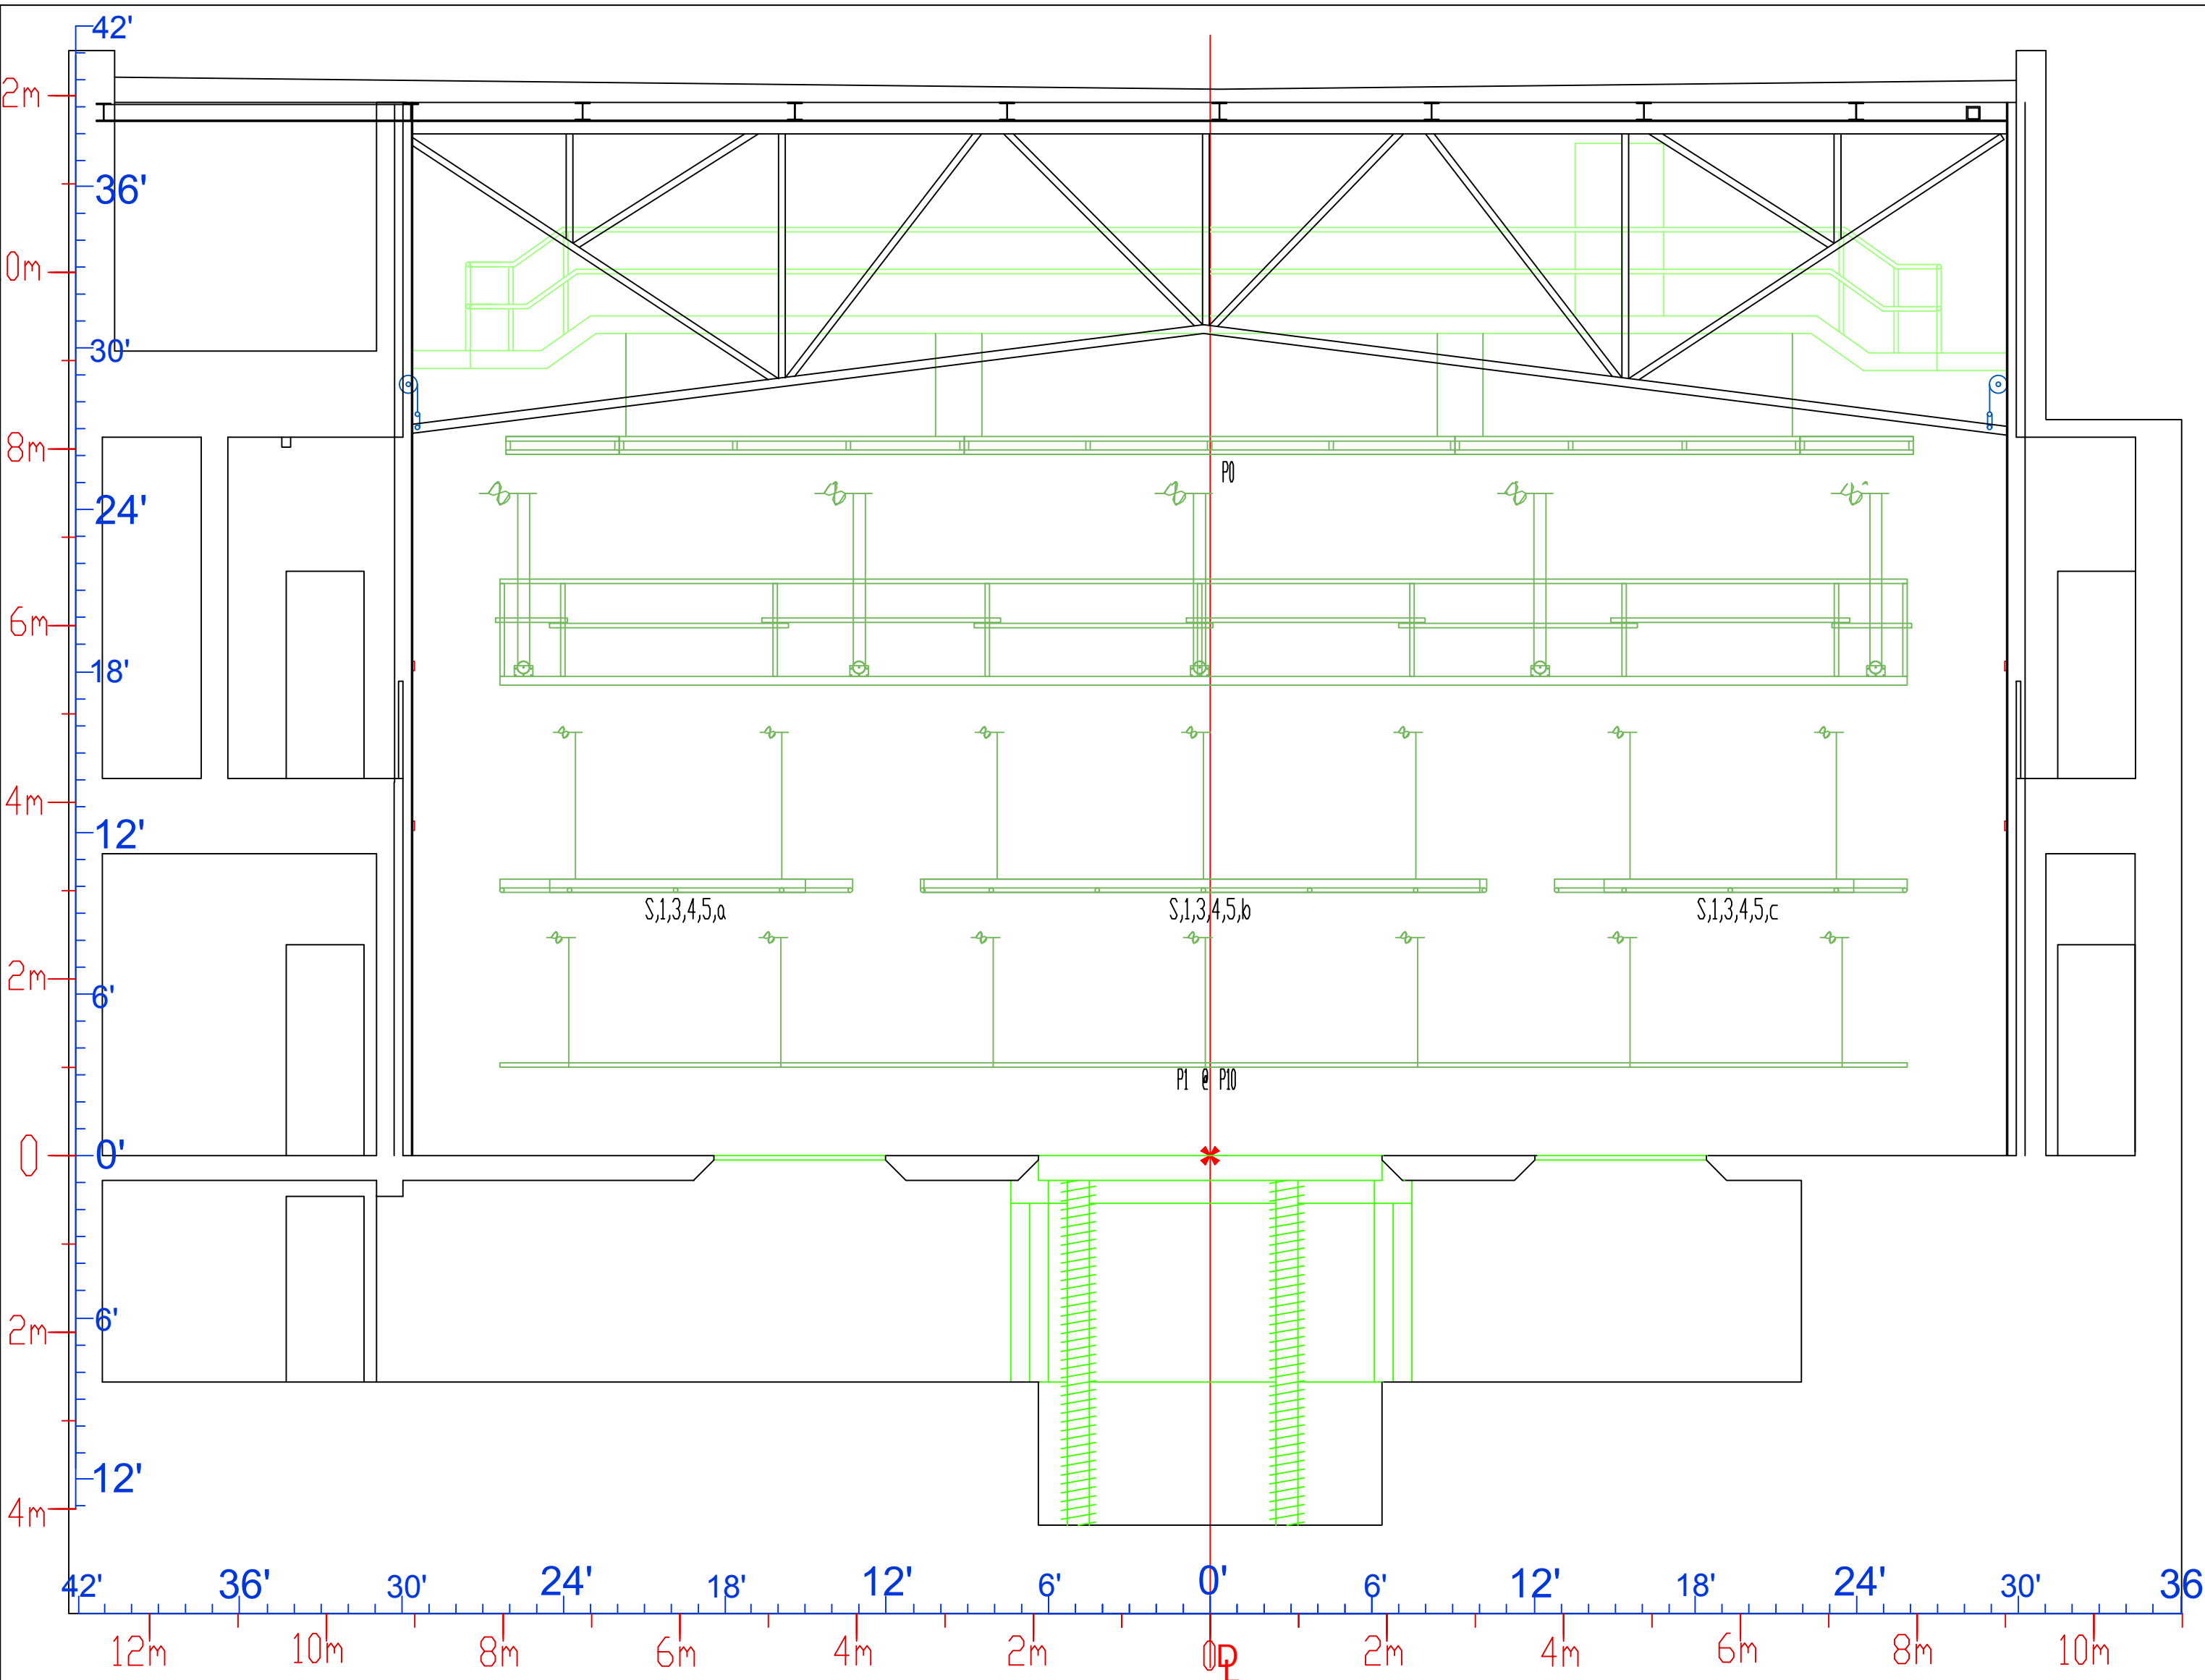 42'
2m
36'
0m
30'
8m
P0
24'
6m
18'
4m
12'
S,1,3,4,5,a S,1,3,4,5,b S,1,3,4,5,c
2m
6'
P1 @ P10
0 0'
2m 6'
12'
4m
42' 36' 30' 24' 18' 12' 6' 0' 6' 12' 18' 24' 30' 36
12m 10m 8m 6m 4m 2m 0 2m 4m 6m 8m 10m